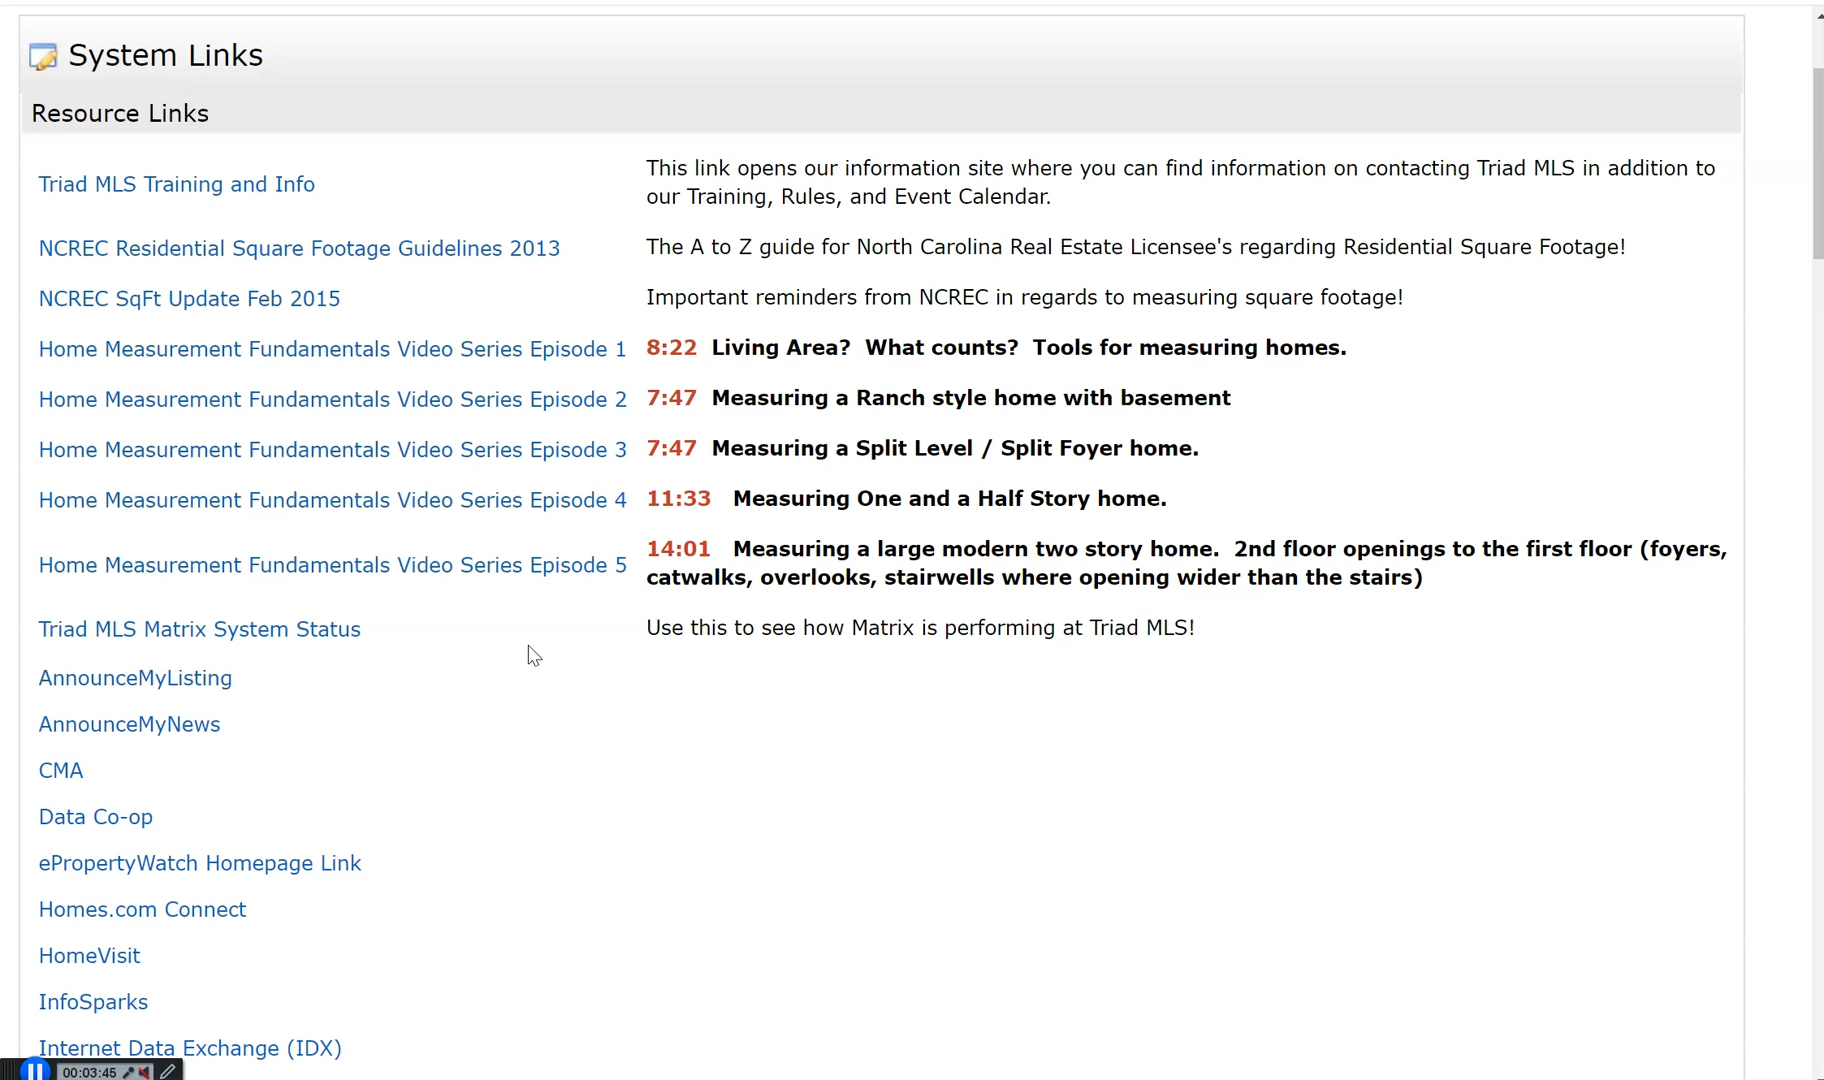 System Links
Resource Links
Triad MLS Training and Info
This link opens our information site where you can find information on contacting Triad MLS in addition to
our Training, Rules, and Event Calendar.
NCREC Residential Square Footage Guidelines 2013
The A to Z guide for North Carolina Real Estate Licensee's regarding Residential Square Footage!
NCREC SqFt Update Feb 2015
Important reminders from NCREC in regards to measuring square footage!
Home Measurement Fundamentals Video Series Episode 1
8:22 Living Area? What counts? Tools for measuring homes.
Home Measurement Fundamentals Video Series Episode 2
7:47 Measuring a Ranch style home with basement
Home Measurement Fundamentals Video Series Episode 3
7:47 Measuring a Split Level / Split Foyer home.
Home Measurement Fundamentals Video Series Episode 4
11:33 Measuring One and a Half Story home.
Home Measurement Fundamentals Video Series Episode 5
14:01 Measuring a large modern two story home. 2nd floor openings to the first floor (foyers,
catwalks, overlooks, stairwells where opening wider than the stairs)
Triad MLS Matrix System Status
Use this to see how Matrix is performing at Triad MLS!
AnnounceMyListing
AnnounceMyNews
CMA
Data Co-op
ePropertyWatch Homepage Link
Homes.com Connect
HomeVisit
InfoSparks
Internet Data Exchange (IDX)
00:03:45